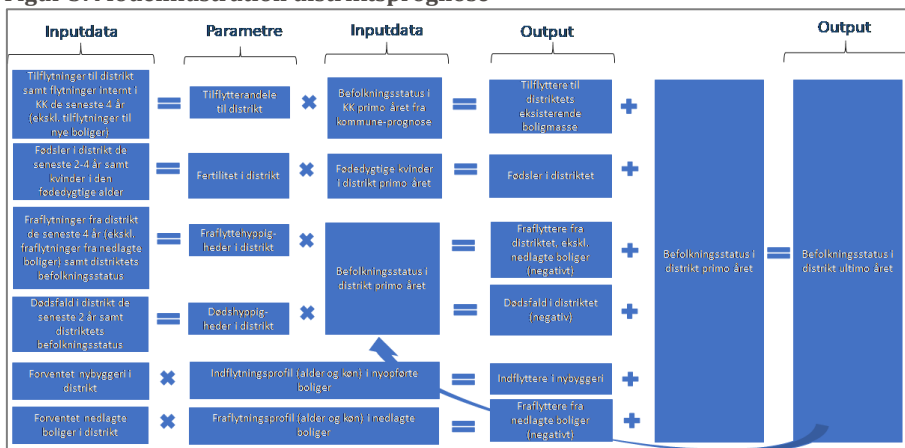 Figur 3: Modelillustration distriktsprognose
Inputdata
Parametre
Inputdata
Output
Output
Tilflytninger til distrikt
samt flytninger internt i
KK de seneste 4 år
(ekskl. tilflytninger til
nye boliger)
=
Tilflytterandele
til distrikt
×
Befolkningsstatus i
KK primo året fra
kommune-prognose
=
Tilflyttere til
distriktets
eksisterende
boligmasse
+
Fødsler i distrikt de
seneste 2-4 år samt
kvinder i den
fødedygtige alder
=
Fertilitet i distrikt
×
Fødedygtige kvinder
i distrikt primo året
=
Fødsler i distriktet
+
Fraflytninger fra distrikt
de seneste 4 år (ekskl.
fraflytninger fra nedlagte
boliger) samt distriktets
befolkningsstatus
=
Fraflyttehyppig-
heder i distrikt
×
Befolkningsstatus i
distrikt primo året
=
Fraflyttere fra
distriktet, ekskl.
nedlagte boliger
(negativt)
+
Befolkningsstatus i
distrikt primo året
=
Befolkningsstatus i
distrikt ultimo året
Dødsfald i distrikt de
seneste 2 år samt
distriktets
befolkningsstatus
=
Dødshyppig-
heder i distrikt
×
=
Dødsfald i distriktet
(negativ)
+
Forventet nybyggeri i
distrikt
×
Indflytningsprofil (alder og køn) i nyopførte
boliger
=
Indflyttere i nybyggeri
+
Forventet nedlagte
boliger i distrikt
×
Fraflytningsprofil (alder og køn) i nedlagte
boliger
=
Fraflyttere fra
nedlagte boliger
(negativt)
+